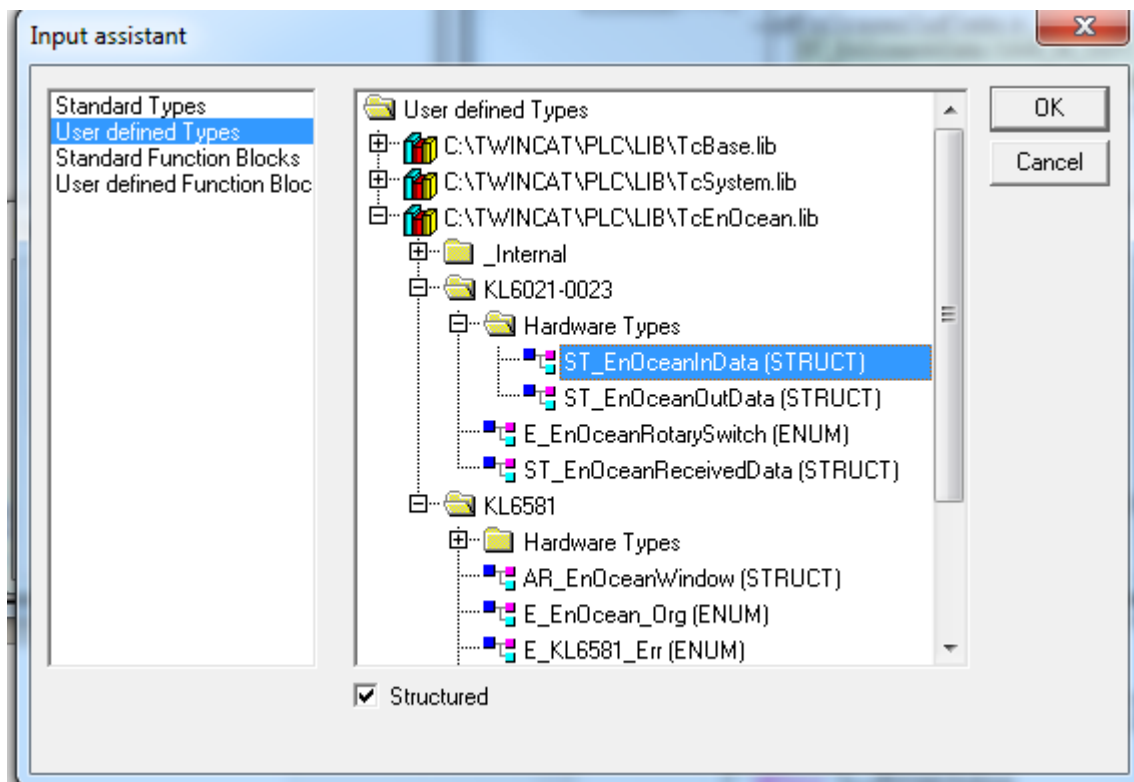 Input assistant
Standard Types
User defined Types
Standard Function Blocks
User defined Function Bloc
User defined Types
C:\TWINCAT\PLC\LIB\TcBase.lib
C:\TWINCAT\PLC\LIB\TcSystem.lib
C:\TWINCAT\PLC\LIB\TcEnOcean.lib
_Internal
KL6021-0023
Hardware Types
ST_EnOceanInData (STRUCT)
ST_EnOceanOutData (STRUCT)
E_EnOceanRotarySwitch (ENUM)
ST_EnOceanReceivedData (STRUCT)
KL6581
Hardware Types
AR_EnOceanWindow (STRUCT)
E_EnOcean_Org (ENUM)
E_KL6581_Err (ENUM)
Structured
OK
Cancel